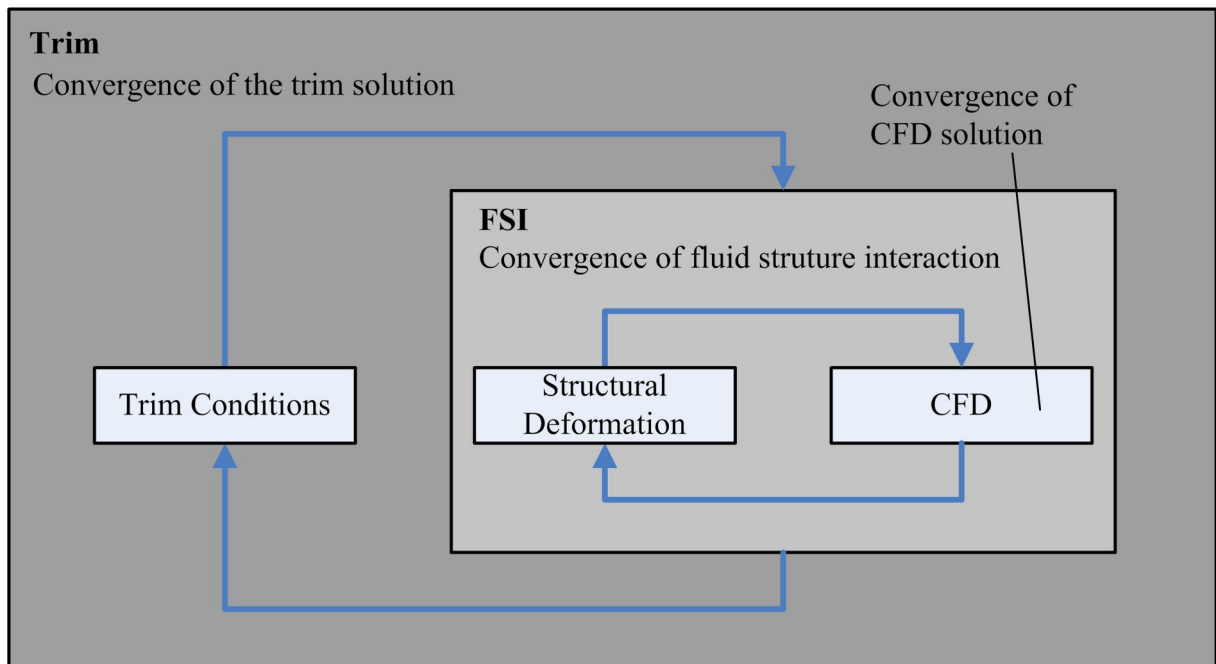 Trim
Convergence of the trim solution
Convergence of
CFD solution
FSI
Convergence of fluid struture interaction
Trim Conditions
Structural
Deformation
CFD